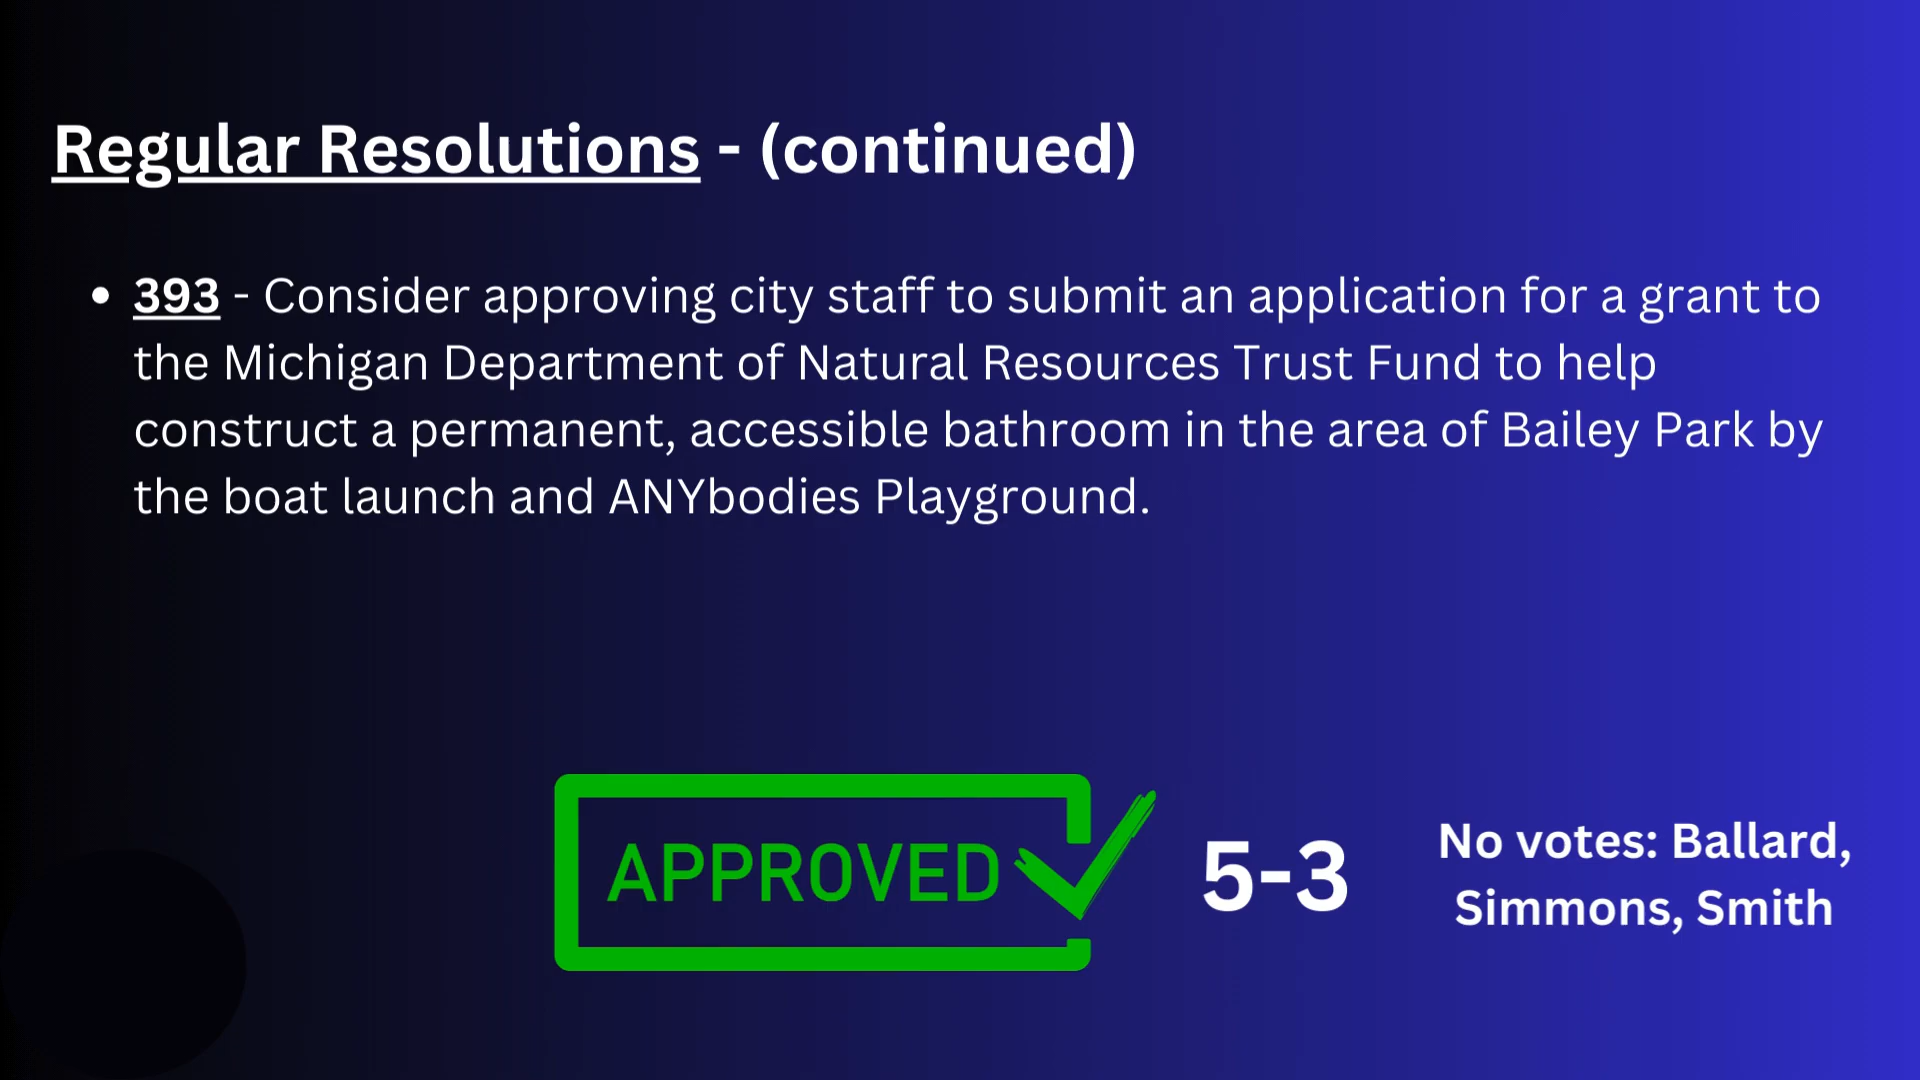 Regular Resolutions - (continued)
• 393 - Consider approving city staff to submit an application for a grant to
the Michigan Department of Natural Resources Trust Fund to help
construct a permanent, accessible bathroom in the area of Bailey Park by
the boat launch and ANYbodies Playground.
APPROVED
5-3
No votes: Ballard,
Simmons, Smith